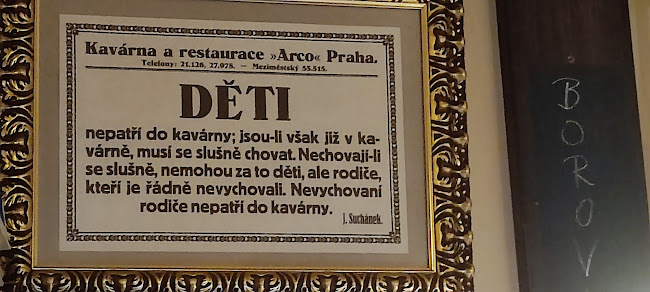 Kavárna a restaurace »Arco« Praha.
Telefony: 21.126, 27.978. — Meziměstský 55.515.
DĚTI
nepatří do kavárny; jsou-li však již v ka-
várně, musí se slušně chovat. Nechovají-li
se slušně, nemohou za to děti, ale rodiče,
kteří je řádně nevychovali. Nevychovaní
rodiče nepatří do kavárny.
J. Suchánek.
BOROV